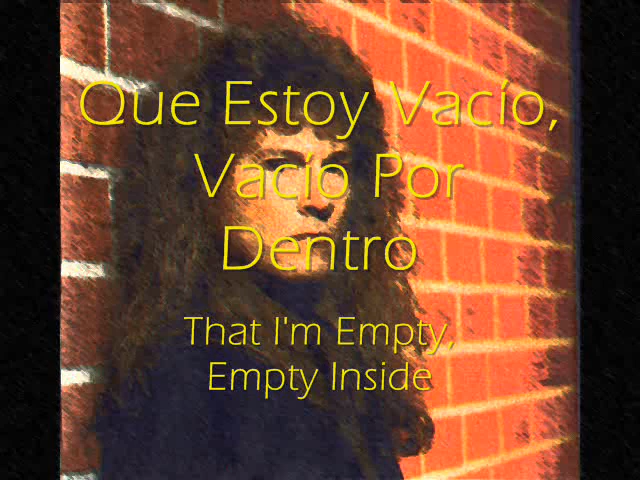 Que Estoy Vacío,
Vacío Por
Dentro
That I'm Empty,
Empty Inside